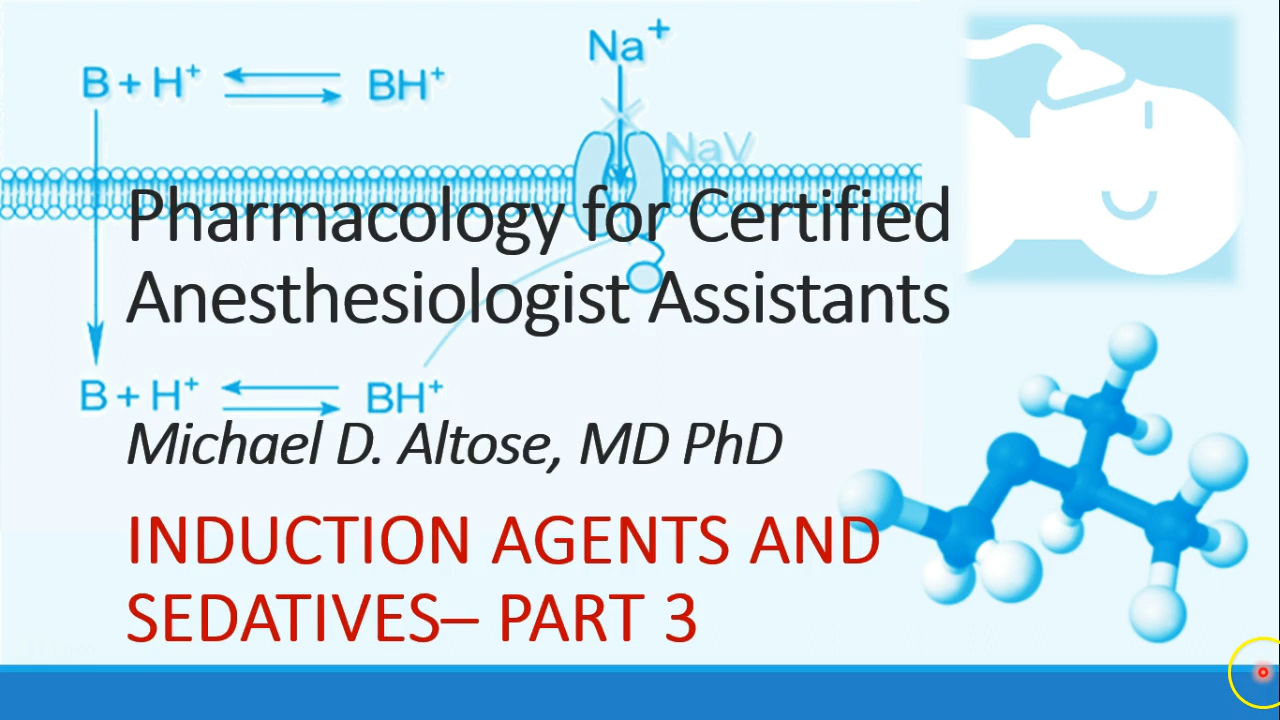 Na⁺
B + H⁺ BH⁺
NaV
Pharmacology for Certified
Anesthesiologist Assistants
B + H⁺ BH⁺
Michael D. Altose, MD PhD
INDUCTION AGENTS AND
SEDATIVES– PART 3